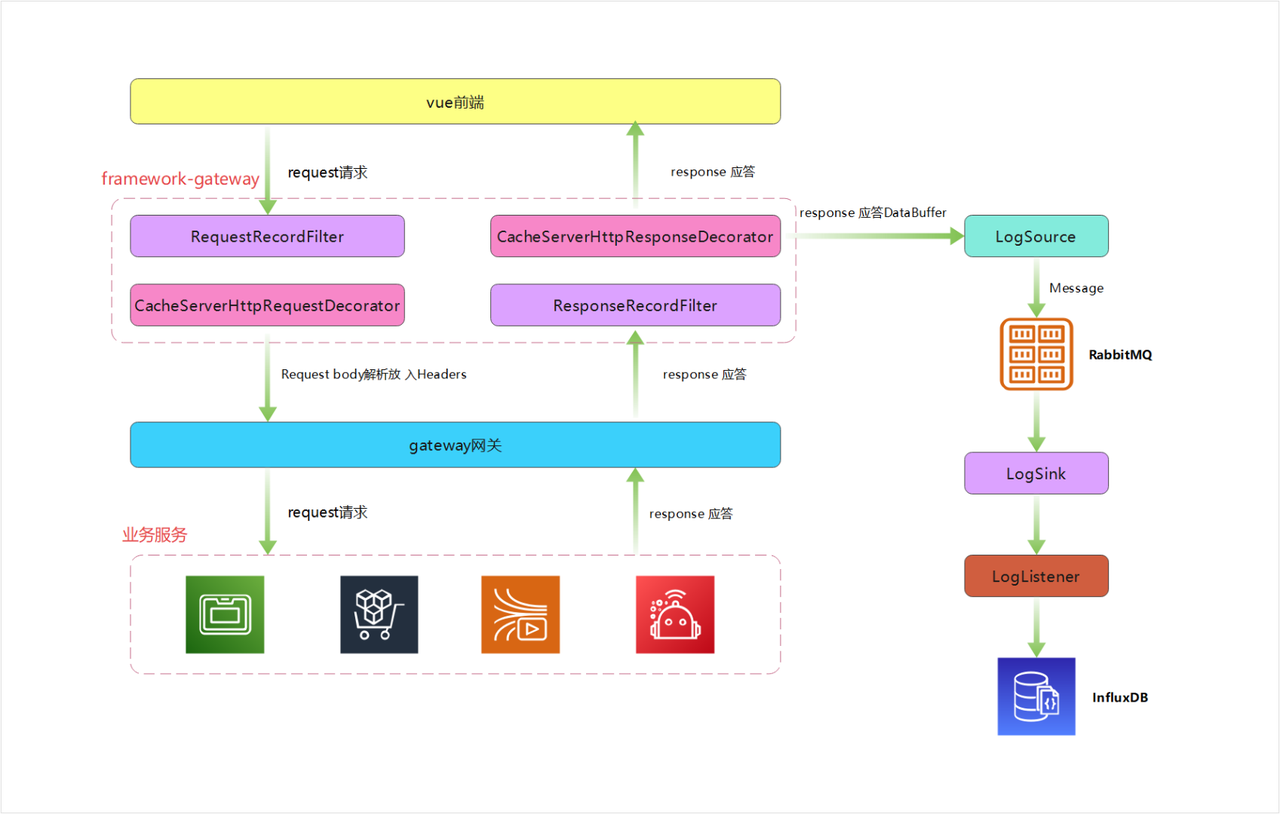 vue前端
request请求
response 应答
framework-gateway
response 应答DataBuffer
RequestRecordFilter
CacheServerHttpResponseDecorator
LogSource
Message
CacheServerHttpRequestDecorator
ResponseRecordFilter
RabbitMQ
Request body解析放 入Headers
response 应答
gateway网关
LogSink
request请求
response 应答
业务服务
LogListener
InfluxDB